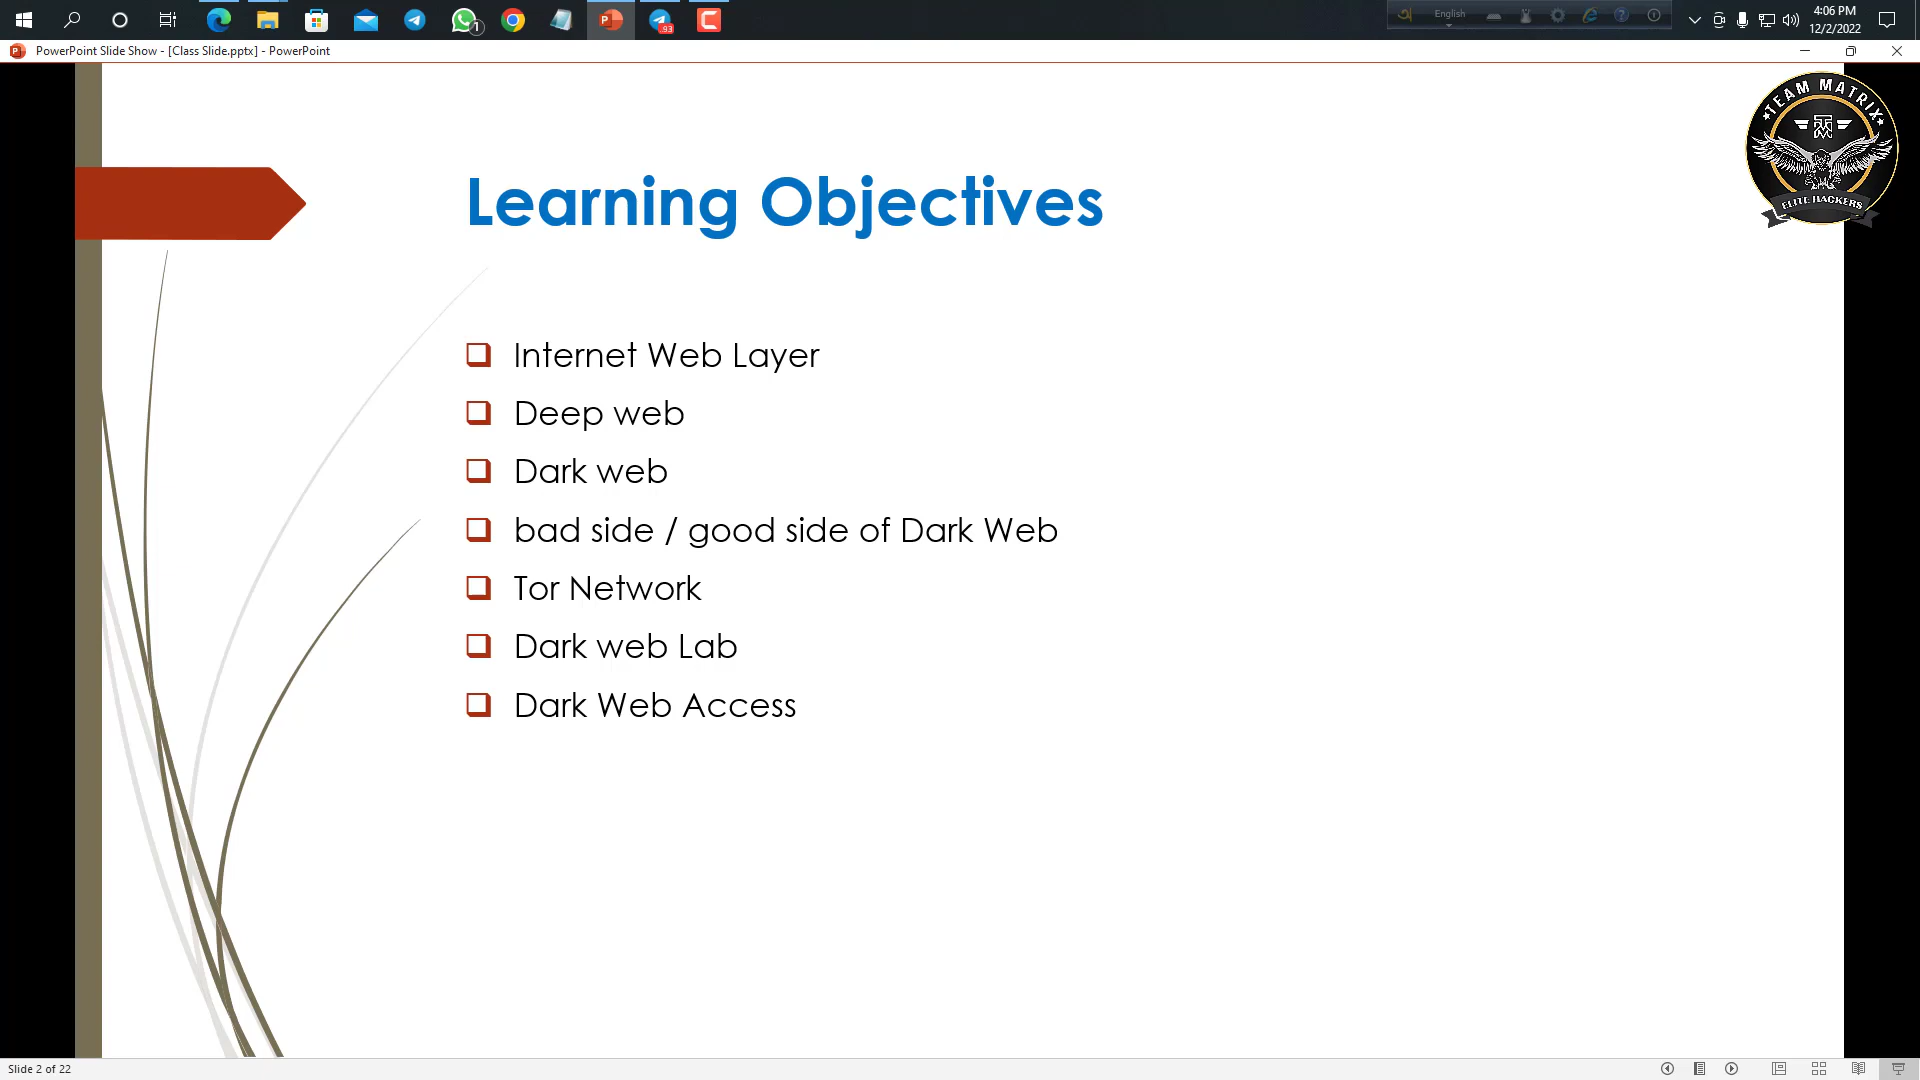 1
93
English
4:06 PM
12/2/2022
PowerPoint Slide Show - [Class Slide.pptx] - PowerPoint
TEAM MATRIX
ELITE HACKERS
Learning Objectives
Internet Web Layer
Deep web
Dark web
bad side / good side of Dark Web
Tor Network
Dark web Lab
Dark Web Access
Slide 2 of 22